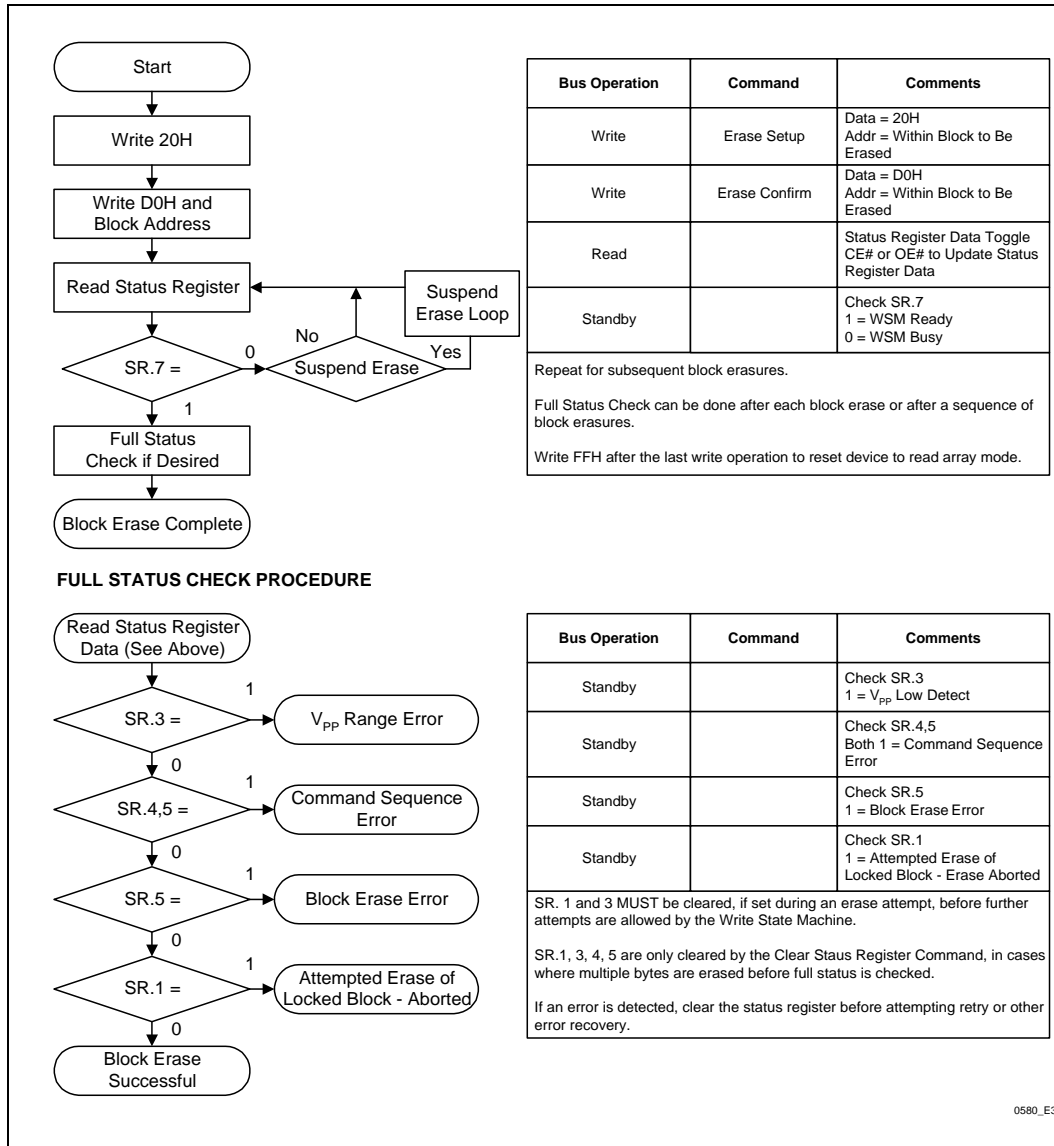 Start
Write 20H
Write D0H and
Block Address
Read Status Register
Suspend
Erase Loop
No
Yes
SR.7 =
0
Suspend Erase
1
Full Status
Check if Desired
Block Erase Complete
Bus Operation
Command
Comments
Write
Erase Setup
Data = 20H
Addr = Within Block to Be
Erased
Write
Erase Confirm
Data = D0H
Addr = Within Block to Be
Erased
Read
Status Register Data Toggle
CE# or OE# to Update Status
Register Data
Standby
Check SR.7
1 = WSM Ready
0 = WSM Busy
Repeat for subsequent block erasures.
Full Status Check can be done after each block erase or after a sequence of
block erasures.
Write FFH after the last write operation to reset device to read array mode.
FULL STATUS CHECK PROCEDURE
Read Status Register
Data (See Above)
SR.3 =
1
VPP Range Error
0
SR.4,5 =
1
Command Sequence
Error
0
SR.5 =
1
Block Erase Error
0
SR.1 =
1
Attempted Erase of
Locked Block - Aborted
0
Block Erase
Successful
Bus Operation
Command
Comments
Standby
Check SR.3
1 = VPP Low Detect
Standby
Check SR.4,5
Both 1 = Command Sequence
Error
Standby
Check SR.5
1 = Block Erase Error
Standby
Check SR.1
1 = Attempted Erase of
Locked Block - Erase Aborted
SR. 1 and 3 MUST be cleared, if set during an erase attempt, before further
attempts are allowed by the Write State Machine.
SR.1, 3, 4, 5 are only cleared by the Clear Staus Register Command, in cases
where multiple bytes are erased before full status is checked.
If an error is detected, clear the status register before attempting retry or other
error recovery.
0580_E3